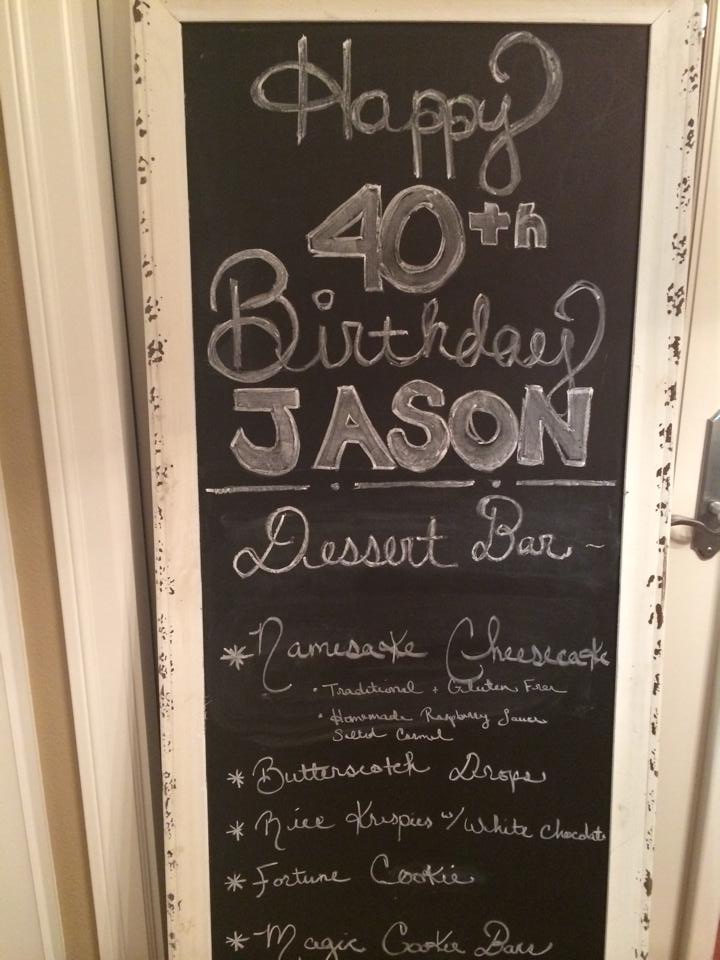 Happy
40th
Birthday
JASON
Dessert Bar ~
* Namesake Cheesecake
• Traditional + Gluten Free
• Homemade Raspberry Sauce
Salted Carmel
* Butterscotch Drops
* Rice Krispies w/ White Chocolate
* Fortune Cookie
* Magic Cookie Bars